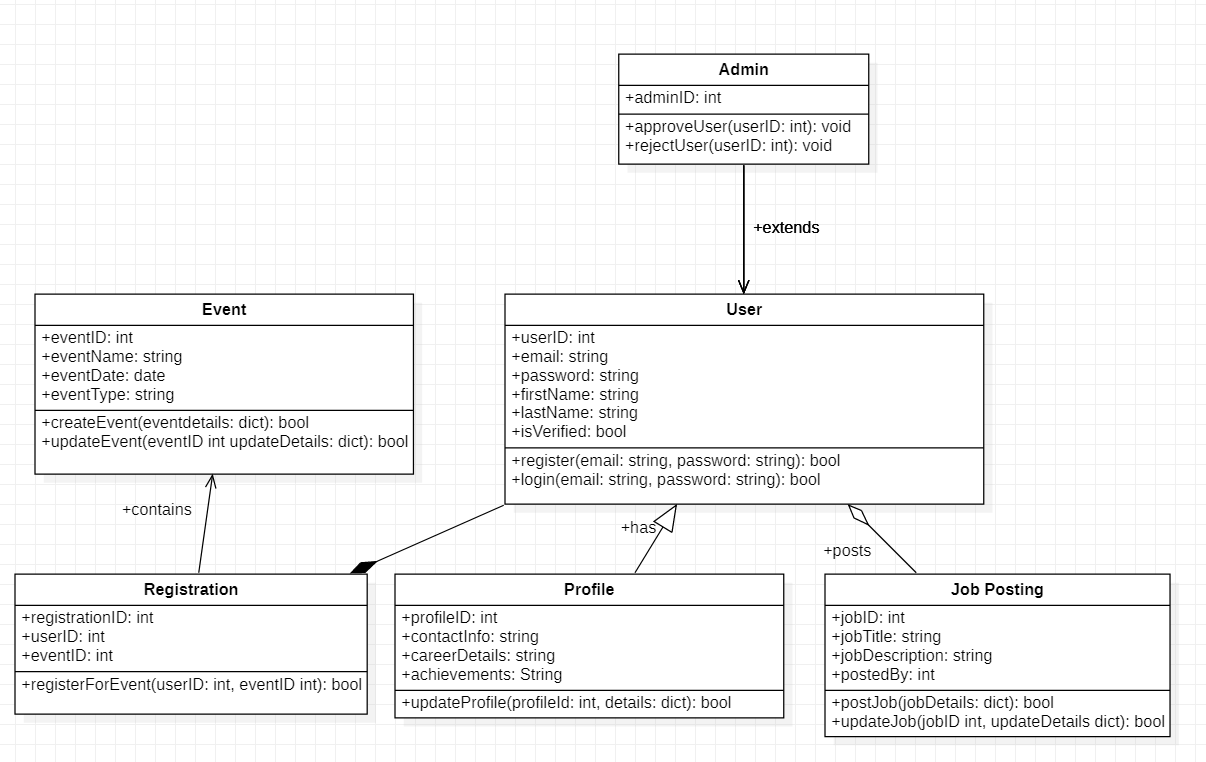 Admin
+adminID: int
+approveUser(userID: int): void
+rejectUser(userID: int): void
+extends
Event
+eventID: int
+eventName: string
+eventDate: date
+eventType: string
+createEvent(eventdetails: dict): bool
+updateEvent(eventID int updateDetails: dict): bool
User
+userID: int
+email: string
+password: string
+firstName: string
+lastName: string
+isVerified: bool
+register(email: string, password: string): bool
+login(email: string, password: string): bool
+contains
+has
+posts
Registration
+registrationID: int
+userID: int
+eventID: int
+registerForEvent(userID: int, eventID int): bool
Profile
+profileID: int
+contactInfo: string
+careerDetails: string
+achievements: String
+updateProfile(profileId: int, details: dict): bool
Job Posting
+jobID: int
+jobTitle: string
+jobDescription: string
+postedBy: int
+postJob(jobDetails: dict): bool
+updateJob(jobID int, updateDetails dict): bool